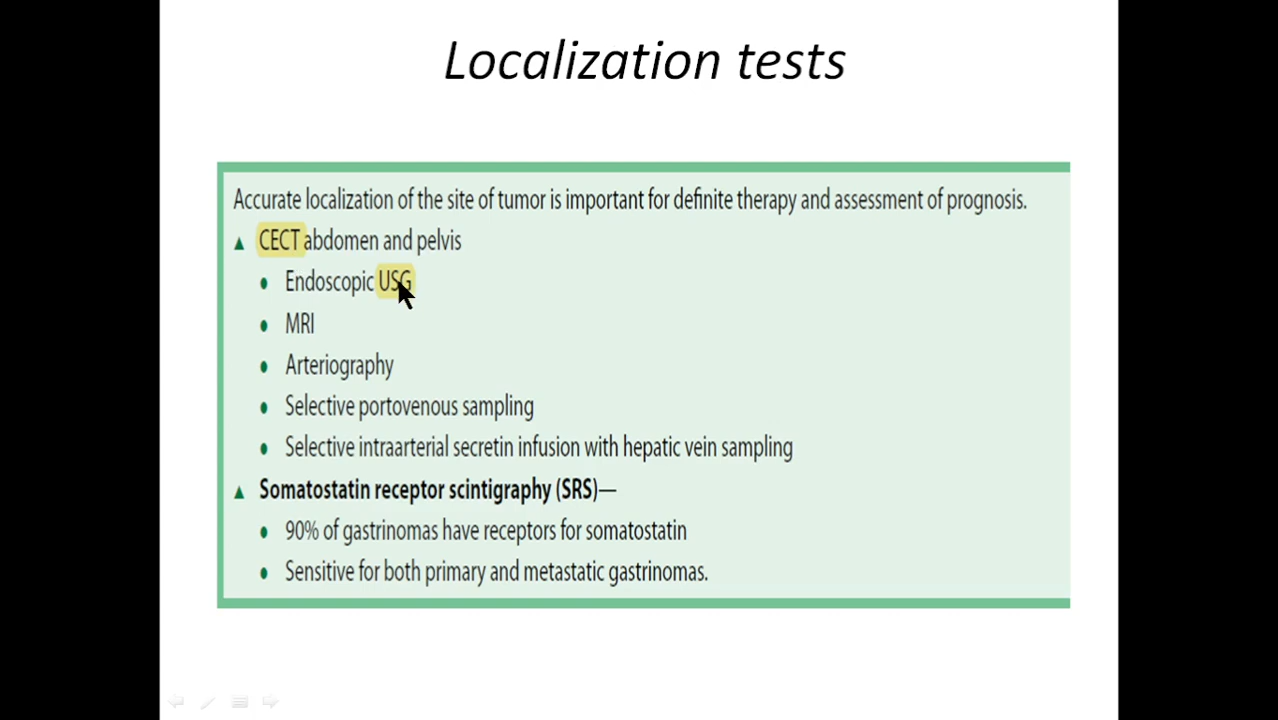 Localization tests
Accurate localization of the site of tumor is important for definite therapy and assessment of prognosis.
▲ CECT abdomen and pelvis
• Endoscopic USG
• MRI
• Arteriography
• Selective portovenous sampling
• Selective intraarterial secretin infusion with hepatic vein sampling
▲ Somatostatin receptor scintigraphy (SRS)—
• 90% of gastrinomas have receptors for somatostatin
• Sensitive for both primary and metastatic gastrinomas.